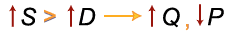 ↑S > ↑D → ↑Q, ↓P